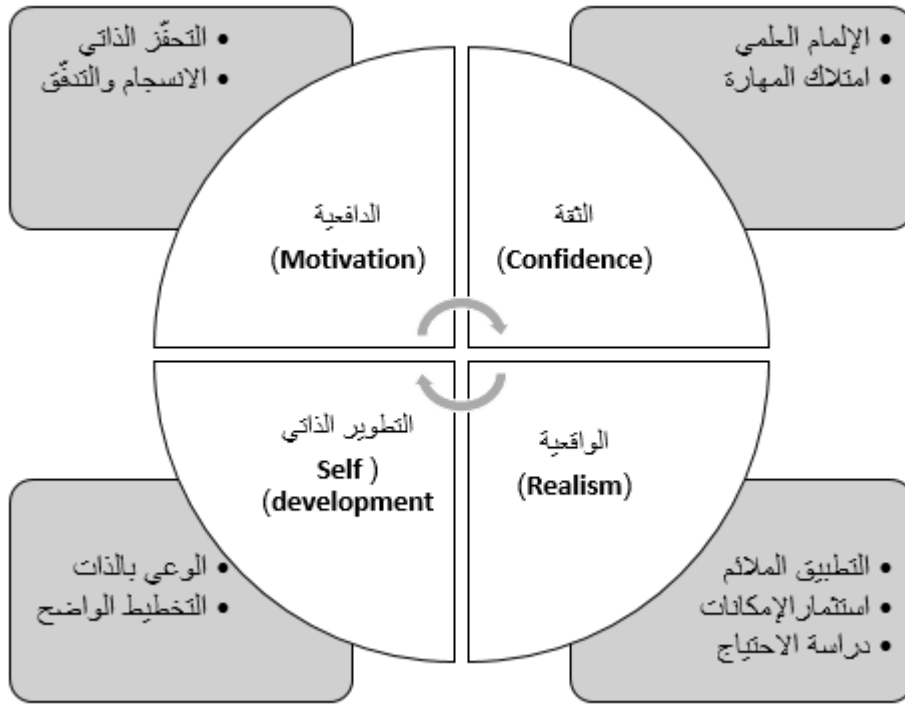 • الإلمام العلمي
• امتلاك المهارة
• التحفّز الذاتي
• الانسجام والتدفّق
الثقة
(Confidence)
الدافعية
(Motivation)
الواقعية
(Realism)
التطوير الذاتي
Self )
(development
• التطبيق الملائم
• استثمار الإمكانات
• دراسة الاحتياج
• الوعي بالذات
• التخطيط الواضح